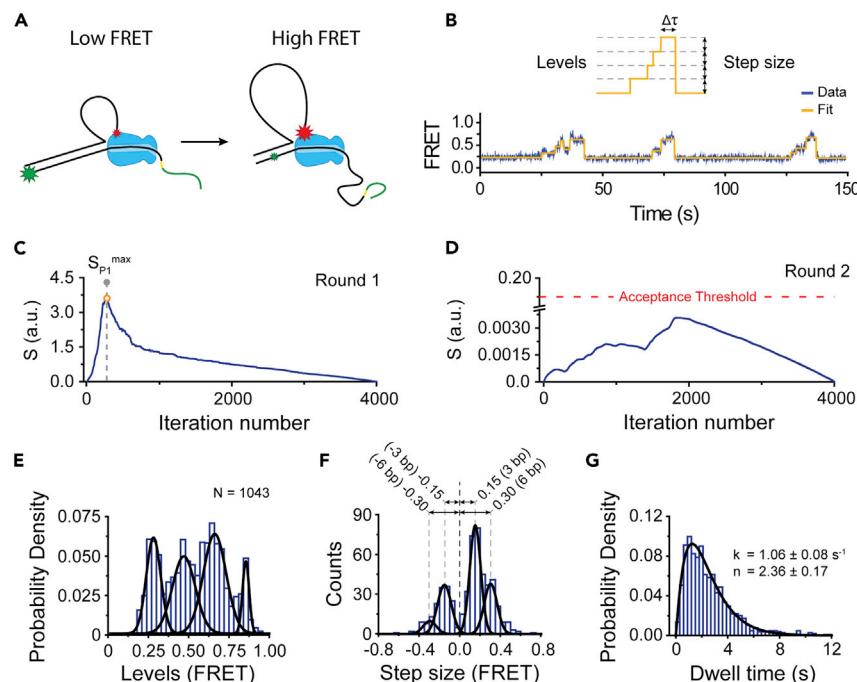 A
Low FRET
High FRET
B
Δτ
Levels
Step size
Data
Fit
FRET
1.0
0.5
0.0
0
50
100
150
Time (s)
C
S_P1^max
Round 1
S (a.u.)
4.5
3.0
1.5
0.0
0
2000
4000
Iteration number
D
Round 2
0.20
Acceptance Threshold
S (a.u.)
0.0030
0.0015
0.0
0
2000
4000
Iteration number
E
N = 1043
Probability Density
0.075
0.050
0.025
0
0
0.25
0.50
0.75
1.00
Levels (FRET)
F
(-3 bp) -0.15
(-6 bp) -0.30
0.15 (3 bp)
0.30 (6 bp)
Counts
90
60
30
0
-0.8
-0.4
0.0
0.4
0.8
Step size (FRET)
G
k = 1.06 ± 0.08 s⁻¹
n = 2.36 ± 0.17
Probability Density
0.12
0.08
0.04
0.00
0
4
8
12
Dwell time (s)